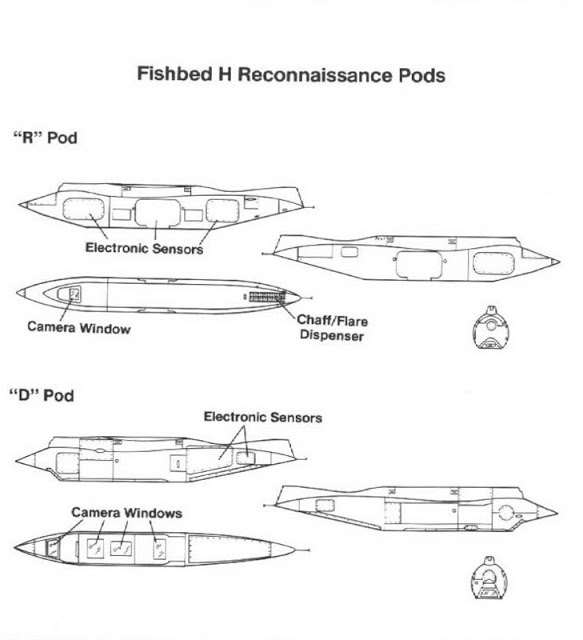 Fishbed H Reconnaissance Pods
“R” Pod
Electronic Sensors
Camera Window
Chaff/Flare
Dispenser
“D” Pod
Electronic Sensors
Camera Windows